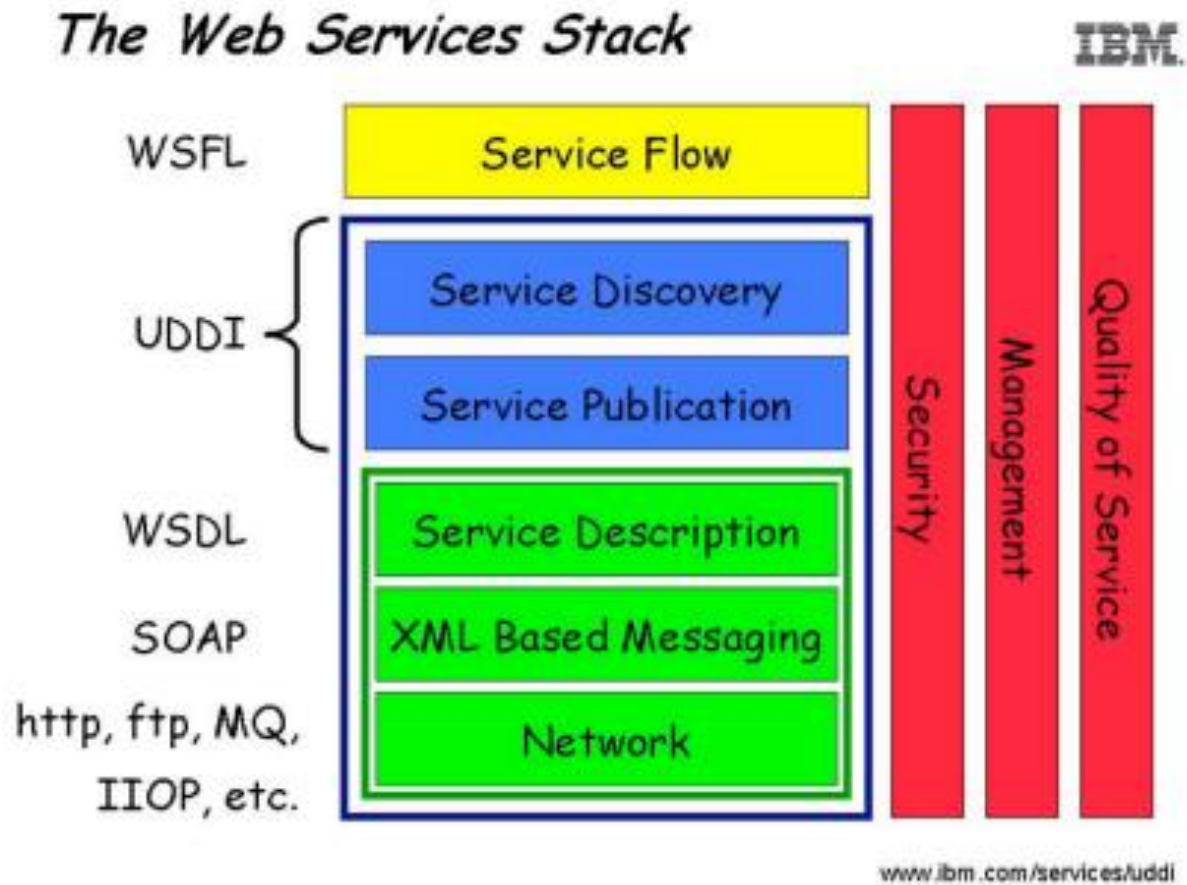 The Web Services Stack
IBM.
WSFL
Service Flow
UDDI
Service Discovery
Service Publication
WSDL
Service Description
SOAP
XML Based Messaging
http, ftp, MQ,
IIOP, etc.
Network
Security
Management
Quality of Service
www.ibm.com/services/uddi